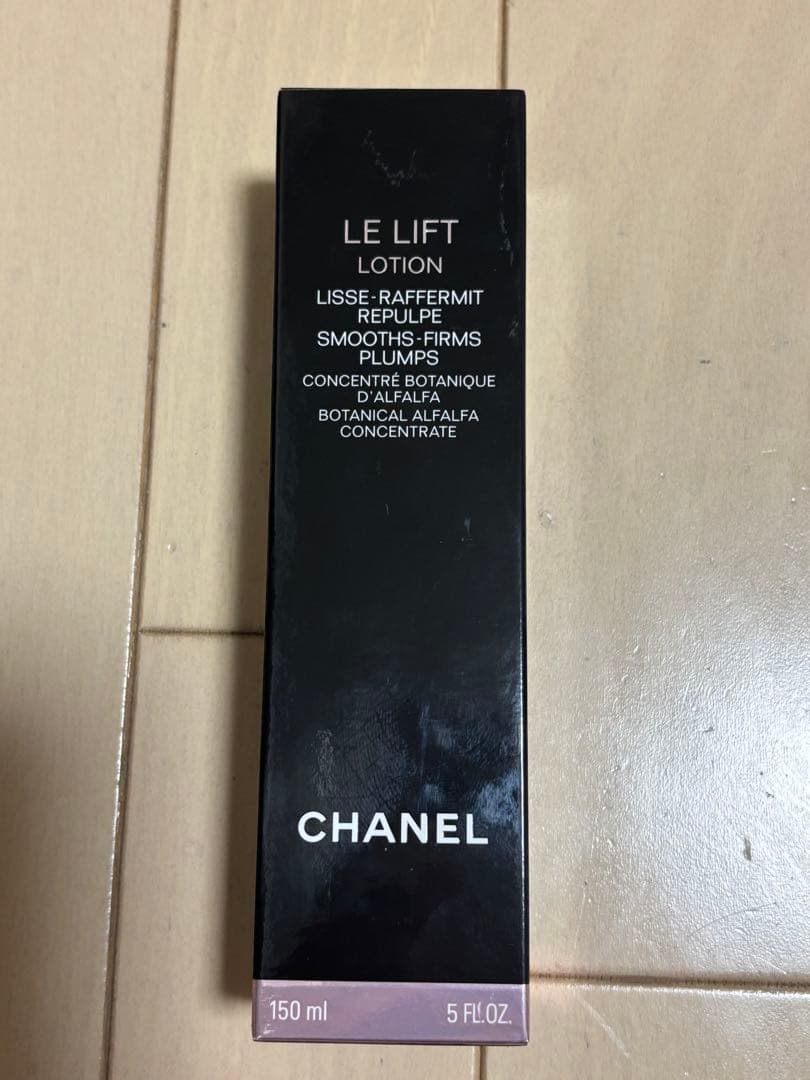 LE LIFT
LOTION
LISSE-RAFFERMIT
REPULPE
SMOOTHS-FIRMS
PLUMPS
CONCENTRÉ BOTANIQUE
D'ALFALFA
BOTANICAL ALFALFA
CONCENTRATE
CHANEL
150 ml 5 FL.OZ.